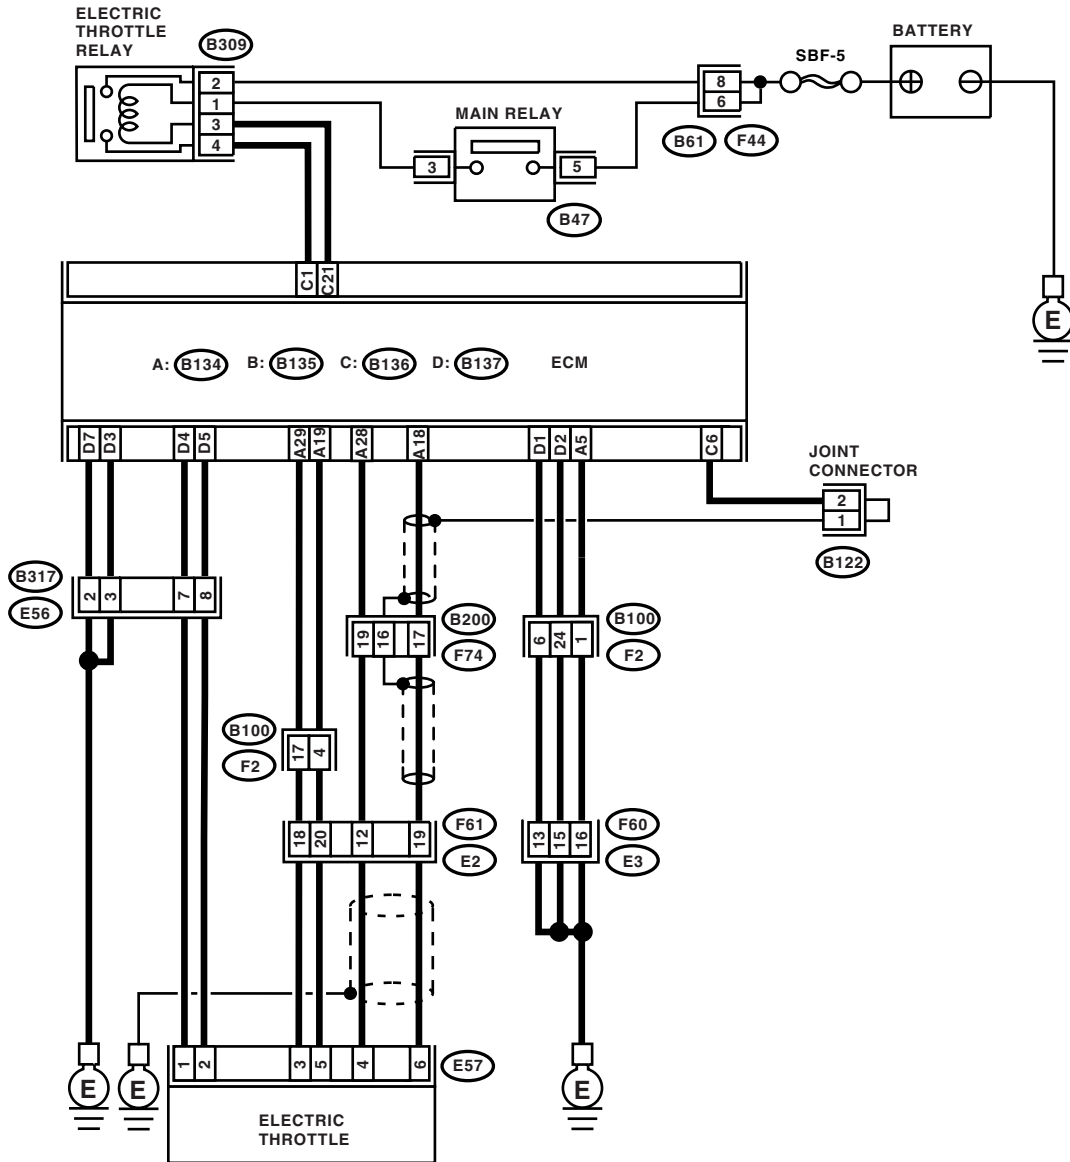 ELECTRIC
THROTTLE
RELAY
B309
2
1
3
4
SBF-5
BATTERY
8
6
B61
F44
MAIN RELAY
3
5
B47
E
C1
C21
A: B134 B: B135 C: B136 D: B137 ECM
D7
D3
D4
D5
A29
A19
A28
A18
D1
D2
A5
C6
JOINT
CONNECTOR
2
1
B122
B317
E56
2
3
7
8
19
16
17
B200
F74
6
24
1
B100
F2
B100
F2
17
4
18
20
12
19
F61
E2
13
15
16
F60
E3
E
E
1
2
3
5
4
6
E57
E
ELECTRIC
THROTTLE